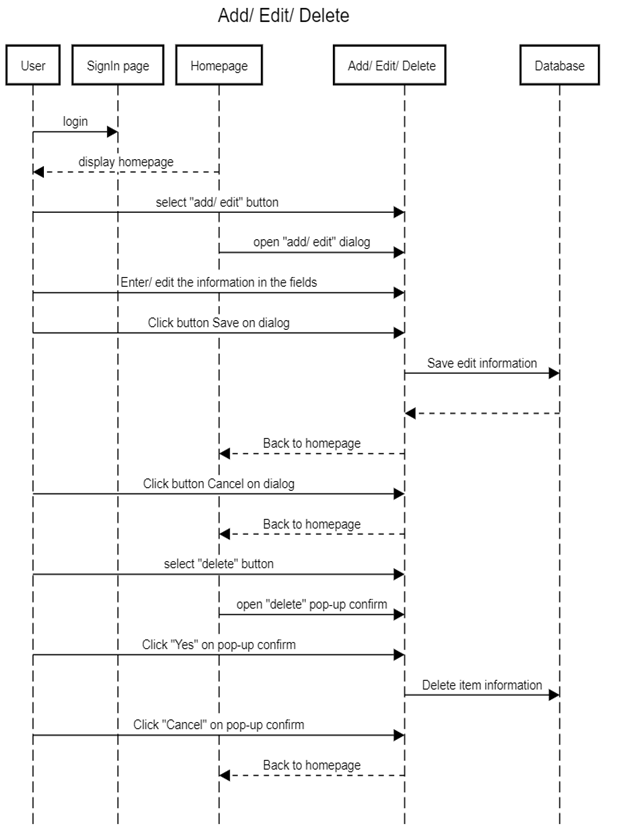 Add/ Edit/ Delete
User
SignIn page
Homepage
Add/ Edit/ Delete
Database
login
display homepage
select "add/ edit" button
open "add/ edit" dialog
Enter/ edit the information in the fields
Click button Save on dialog
Save edit information
Back to homepage
Click button Cancel on dialog
Back to homepage
select "delete" button
open "delete" pop-up confirm
Click "Yes" on pop-up confirm
Delete item information
Click "Cancel" on pop-up confirm
Back to homepage